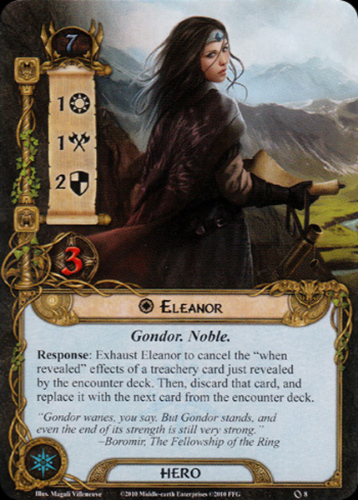 7
1
1
2
3
Eleanor
Gondor. Noble.
Response: Exhaust Eleanor to cancel the “when
revealed” effects of a treachery card just revealed
by the encounter deck. Then, discard that card, and
replace it with the next card from the encounter deck.
“Gondor wanes, you say. But Gondor stands, and
even the end of its strength is still very strong.”
–Boromir, The Fellowship of the Ring
HERO
Illus. Magali Villeneuve ©2010 Middle-earth Enterprises ©2010 FFG 8